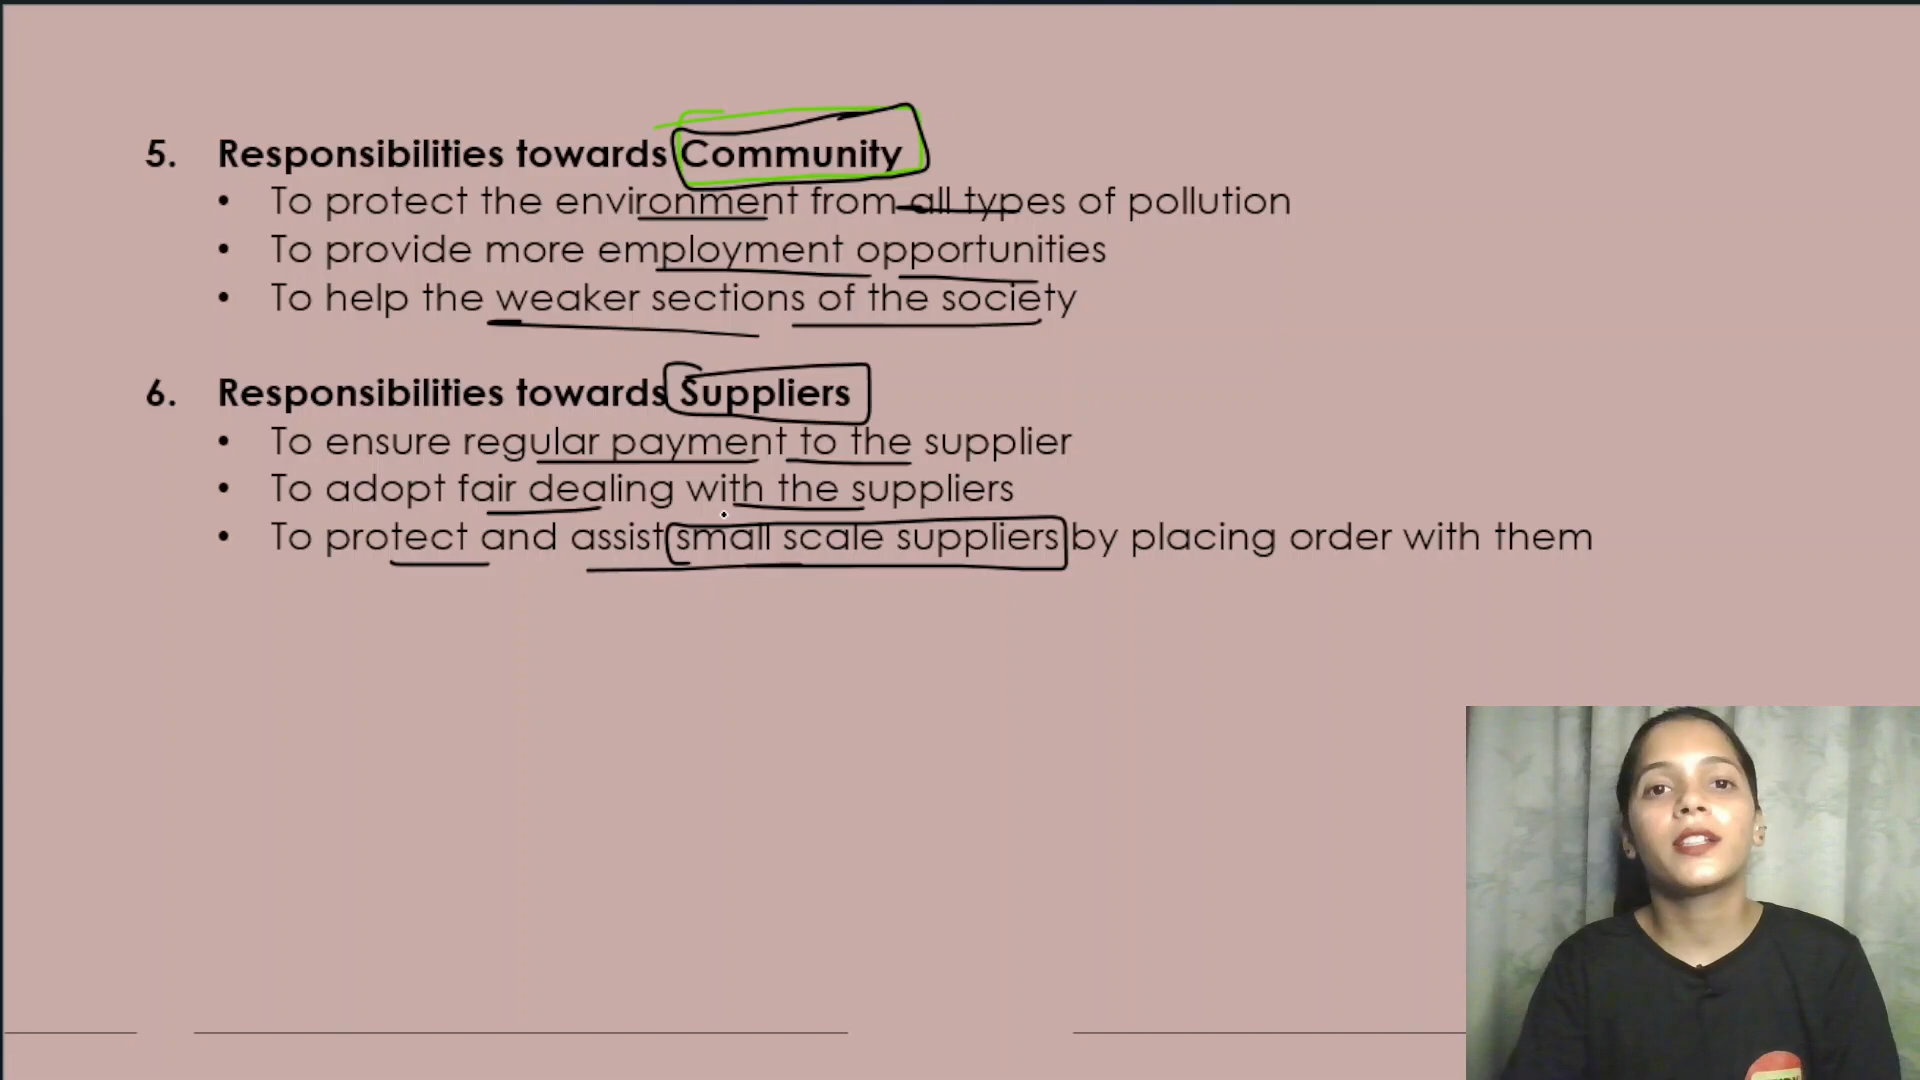 5. Responsibilities towards Community
• To protect the environment from all types of pollution
• To provide more employment opportunities
• To help the weaker sections of the society
6. Responsibilities towards Suppliers
• To ensure regular payment to the supplier
• To adopt fair dealing with the suppliers
• To protect and assist small scale suppliers by placing order with them